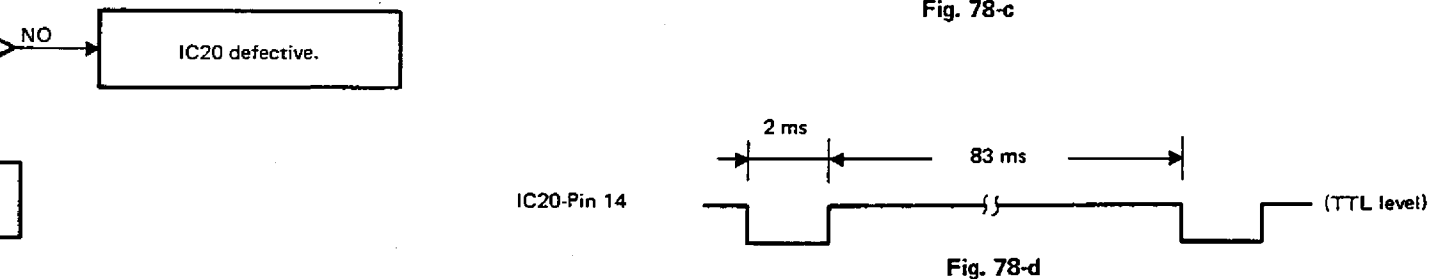 Fig. 78-c
NO
IC20 defective.
2 ms
83 ms
IC20-Pin 14
(TTL level)
Fig. 78-d